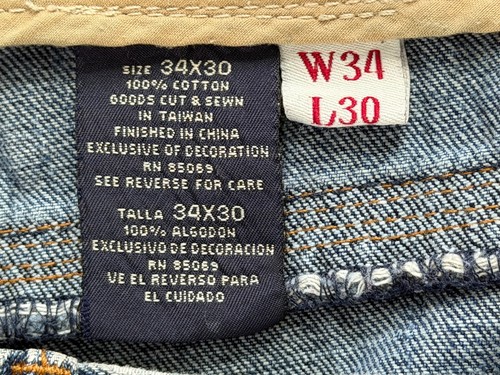 SIZE 34X30
100% COTTON
GOODS CUT & SEWN
IN TAIWAN
FINISHED IN CHINA
EXCLUSIVE OF DECORATION
RN 85069
SEE REVERSE FOR CARE
TALLA 34X30
100% ALGODON
EXCLUSIVO DE DECORACION
RN 85069
VE EL REVERSO PARA
EL CUIDADO
W34
L30